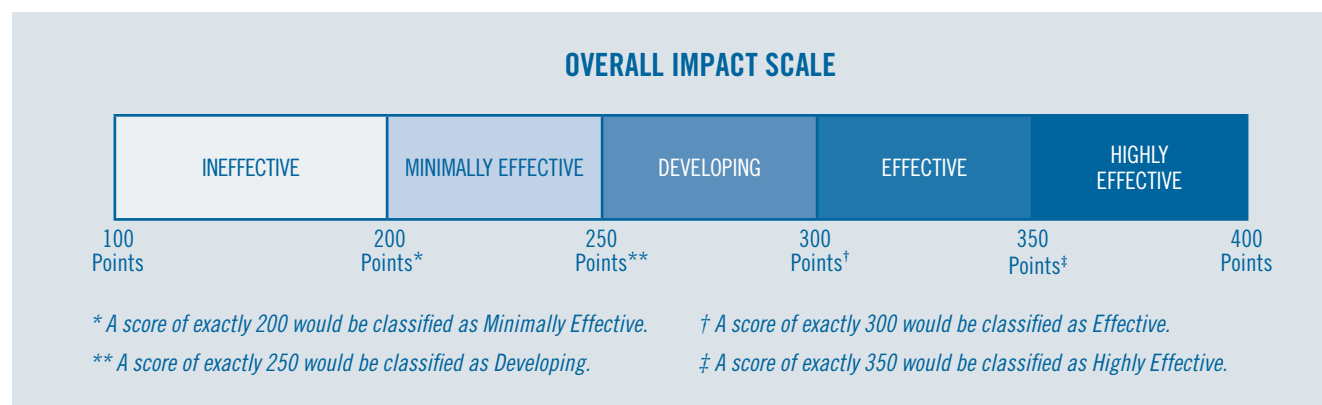 OVERALL IMPACT SCALE
INEFFECTIVE
MINIMALLY EFFECTIVE
DEVELOPING
EFFECTIVE
HIGHLY
EFFECTIVE
100
Points
200
Points*
250
Points**
300
Points†
350
Points‡
400
Points
* A score of exactly 200 would be classified as Minimally Effective.
** A score of exactly 250 would be classified as Developing.
† A score of exactly 300 would be classified as Effective.
‡ A score of exactly 350 would be classified as Highly Effective.